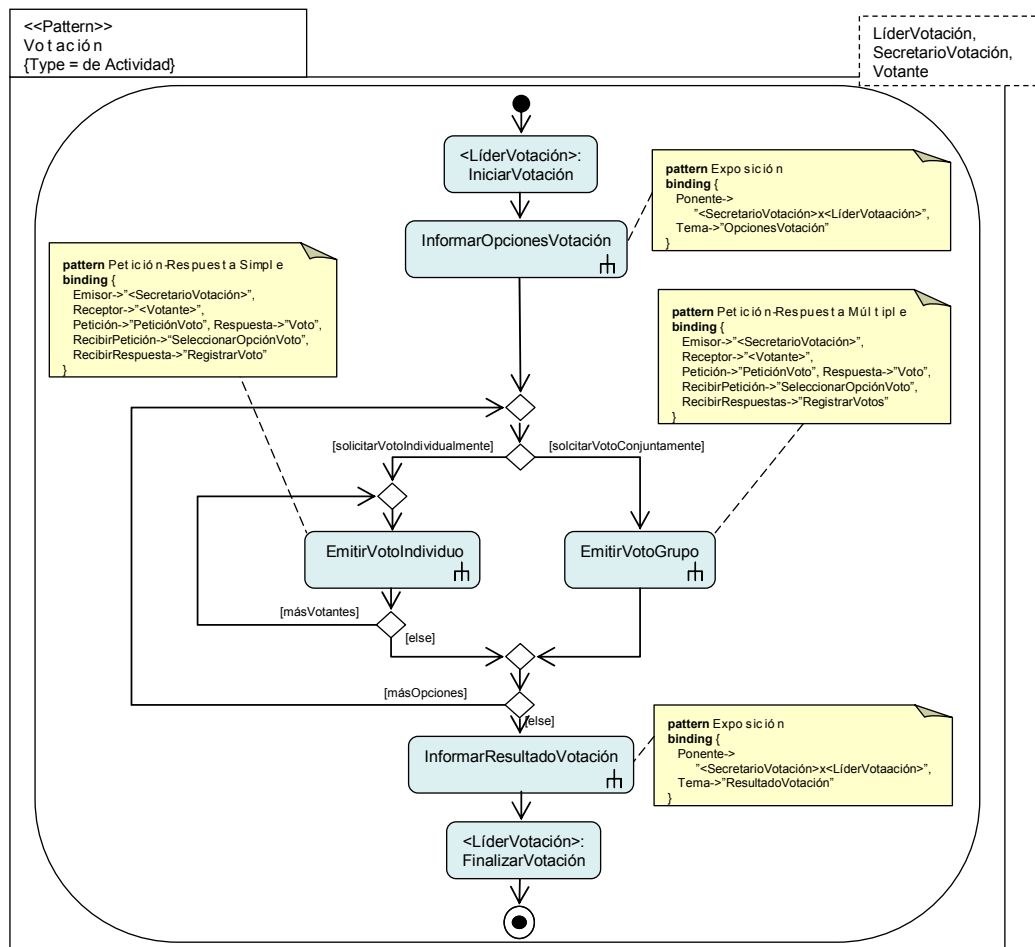 <<Pattern>>
Votación
{Type = de Actividad}
LíderVotación,
SecretarioVotación,
Votante
<LíderVotación>:
IniciarVotación
pattern Exposición
binding {
Ponente->
"<SecretarioVotación>x<LíderVotaación>",
Tema->"OpcionesVotación"
}
InformarOpcionesVotación
pattern Petición-Respuesta Simple
binding {
Emisor->"<SecretarioVotación>",
Receptor->"<Votante>",
Petición->"PeticiónVoto", Respuesta->"Voto",
RecibirPetición->"SeleccionarOpciónVoto",
RecibirRespuesta->"RegistrarVoto"
}
pattern Petición-Respuesta Múltiple
binding {
Emisor->"<SecretarioVotación>",
Receptor->"<Votante>",
Petición->"PeticiónVoto", Respuesta->"Voto",
RecibirPetición->"SeleccionarOpciónVoto",
RecibirRespuestas->"RegistrarVotos"
}
[solicitarVotoIndividualmente]
[solcitarVotoConjuntamente]
EmitirVotoIndividuo
EmitirVotoGrupo
[másVotantes]
[else]
[másOpciones]
[else]
InformarResultadoVotación
pattern Exposición
binding {
Ponente->
"<SecretarioVotación>x<LíderVotaación>",
Tema->"ResultadoVotación"
}
<LíderVotación>:
FinalizarVotación